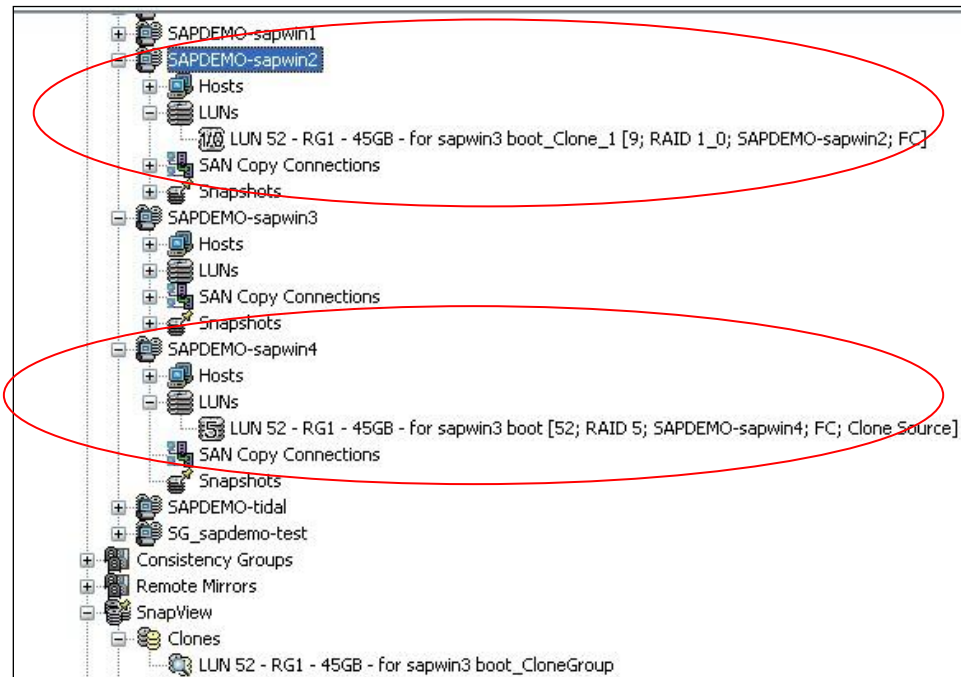 SAPDEMO-sapwin1
SAPDEMO-sapwin2
Hosts
LUNs
1/0 LUN 52 - RG1 - 45GB - for sapwin3 boot_Clone_1 [9; RAID 1_0; SAPDEMO-sapwin2; FC]
SAN Copy Connections
Snapshots
SAPDEMO-sapwin3
Hosts
LUNs
SAN Copy Connections
Snapshots
SAPDEMO-sapwin4
Hosts
LUNs
5 LUN 52 - RG1 - 45GB - for sapwin3 boot [52; RAID 5; SAPDEMO-sapwin4; FC; Clone Source]
SAN Copy Connections
Snapshots
SAPDEMO-tidal
SG_sapdemo-test
Consistency Groups
Remote Mirrors
SnapView
Clones
LUN 52 - RG1 - 45GB - for sapwin3 boot_CloneGroup